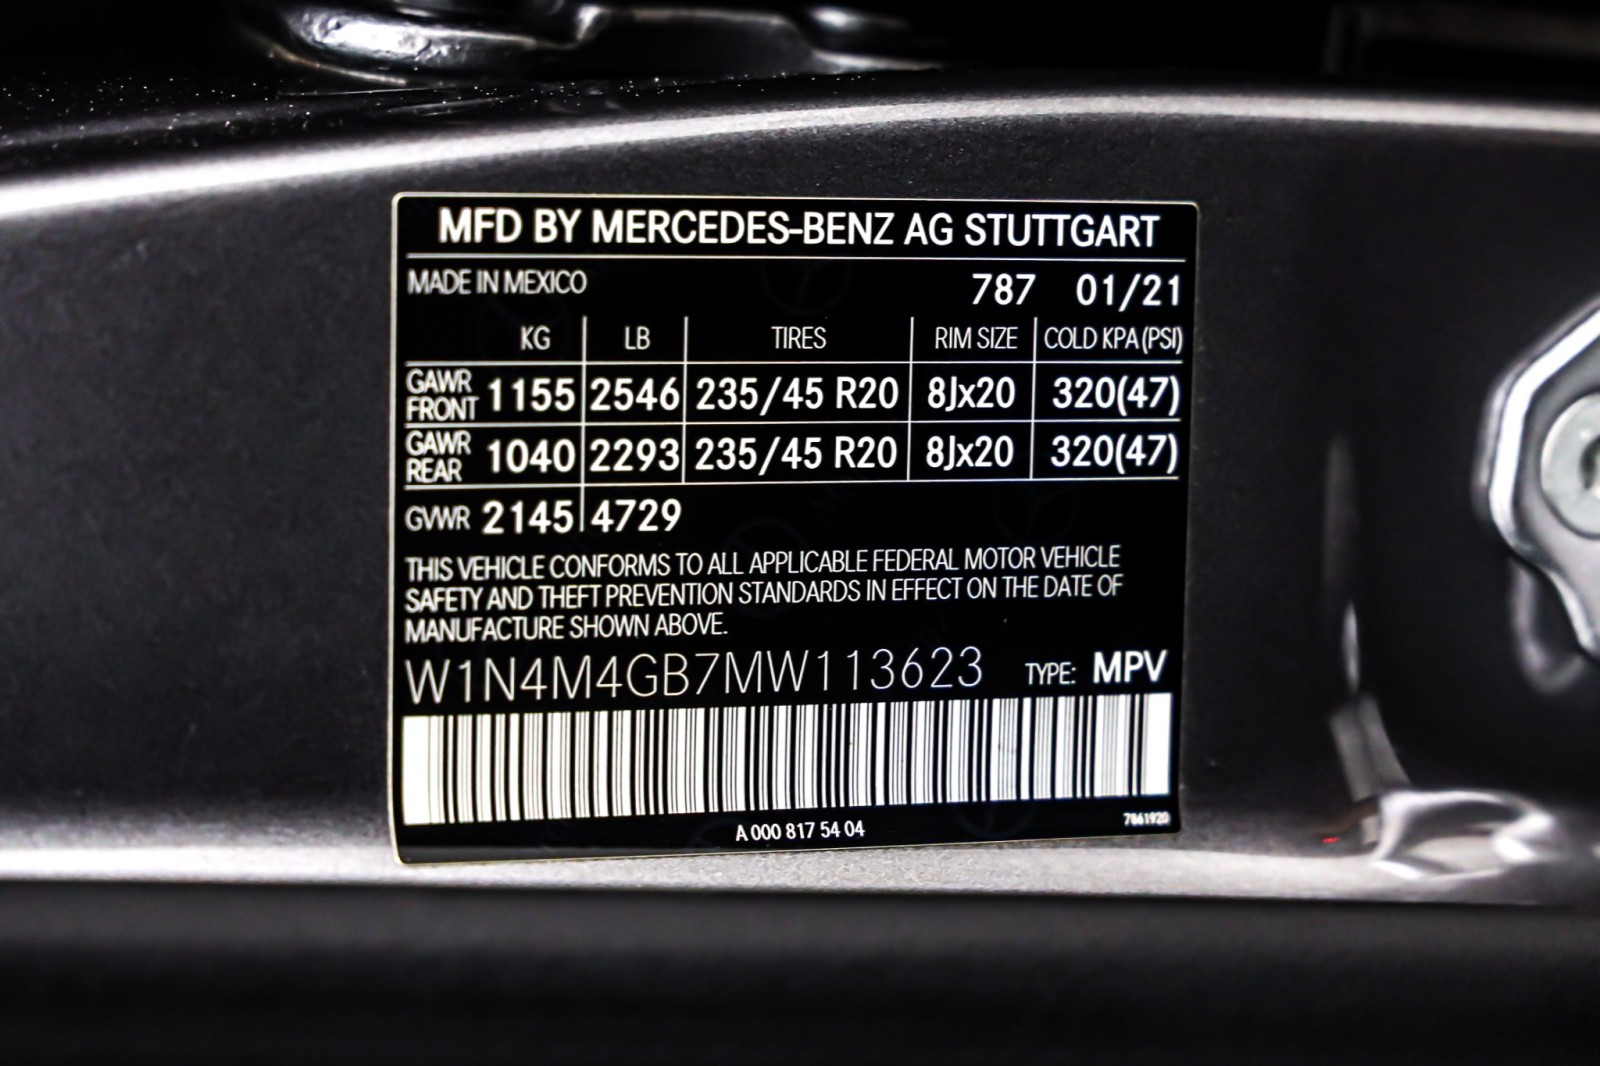 MFD BY MERCEDES-BENZ AG STUTTGART
MADE IN MEXICO 787 01/21
KG LB TIRES RIM SIZE COLD KPA (PSI)
GAWR FRONT 1155 2546 235/45 R20 8Jx20 320(47)
GAWR REAR 1040 2293 235/45 R20 8Jx20 320(47)
GVWR 2145 4729
THIS VEHICLE CONFORMS TO ALL APPLICABLE FEDERAL MOTOR VEHICLE
SAFETY AND THEFT PREVENTION STANDARDS IN EFFECT ON THE DATE OF
MANUFACTURE SHOWN ABOVE.
W1N4M4GB7MW113623 TYPE: MPV
A 000 817 54 04 7861920